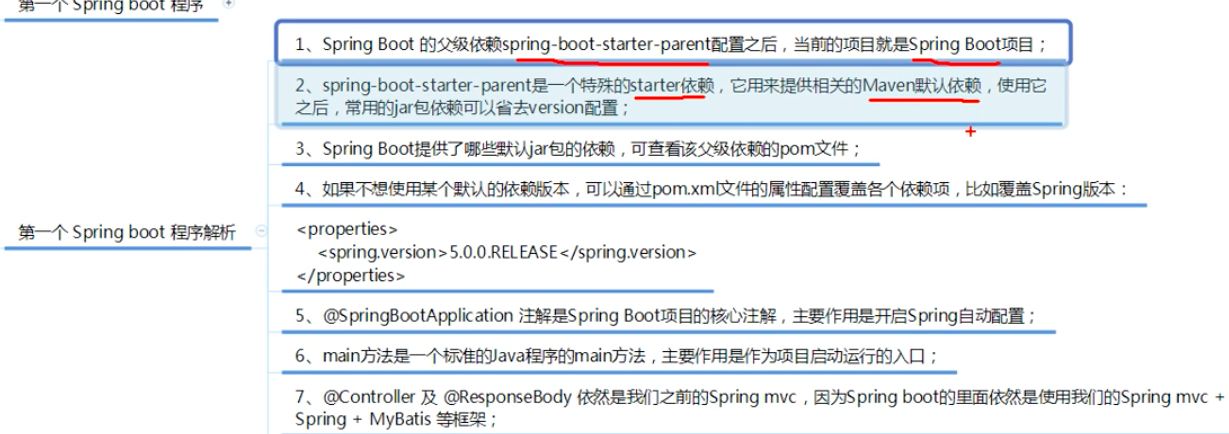 第一个 Spring boot 程序
1、Spring Boot 的父级依赖spring-boot-starter-parent配置之后，当前的项目就是Spring Boot项目；
2、spring-boot-starter-parent是一个特殊的starter依赖，它用来提供相关的Maven默认依赖，使用它
之后，常用的jar包依赖可以省去version配置；
3、Spring Boot提供了哪些默认jar包的依赖，可查看该父级依赖的pom文件；
4、如果不想使用某个默认的依赖版本，可以通过pom.xml文件的属性配置覆盖各个依赖项，比如覆盖Spring版本：
第一个 Spring boot 程序解析
<properties>
<spring.version>5.0.0.RELEASE</spring.version>
</properties>
5、@SpringBootApplication 注解是Spring Boot项目的核心注解，主要作用是开启Spring自动配置；
6、main方法是一个标准的Java程序的main方法，主要作用是作为项目启动运行的入口；
7、@Controller 及 @ResponseBody 依然是我们之前的Spring mvc，因为Spring boot的里面依然是使用我们的Spring mvc +
Spring + MyBatis 等框架；